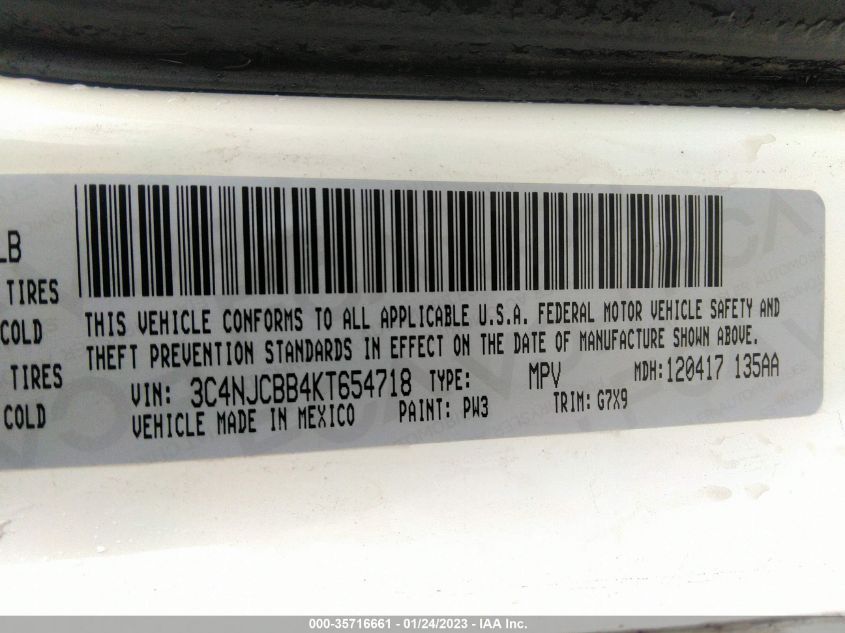 LB
TIRES
COLD
TIRES
COLD
THIS VEHICLE CONFORMS TO ALL APPLICABLE U.S.A. FEDERAL MOTOR VEHICLE SAFETY AND
THEFT PREVENTION STANDARDS IN EFFECT ON THE DATE OF MANUFACTURE SHOWN ABOVE.
VIN: 3C4NJCBB4KT654718 TYPE: MPV MDH:120417 135AA
VEHICLE MADE IN MEXICO PAINT: PW3 TRIM: G7X9
000-35716661 - 01/24/2023 - IAA Inc.